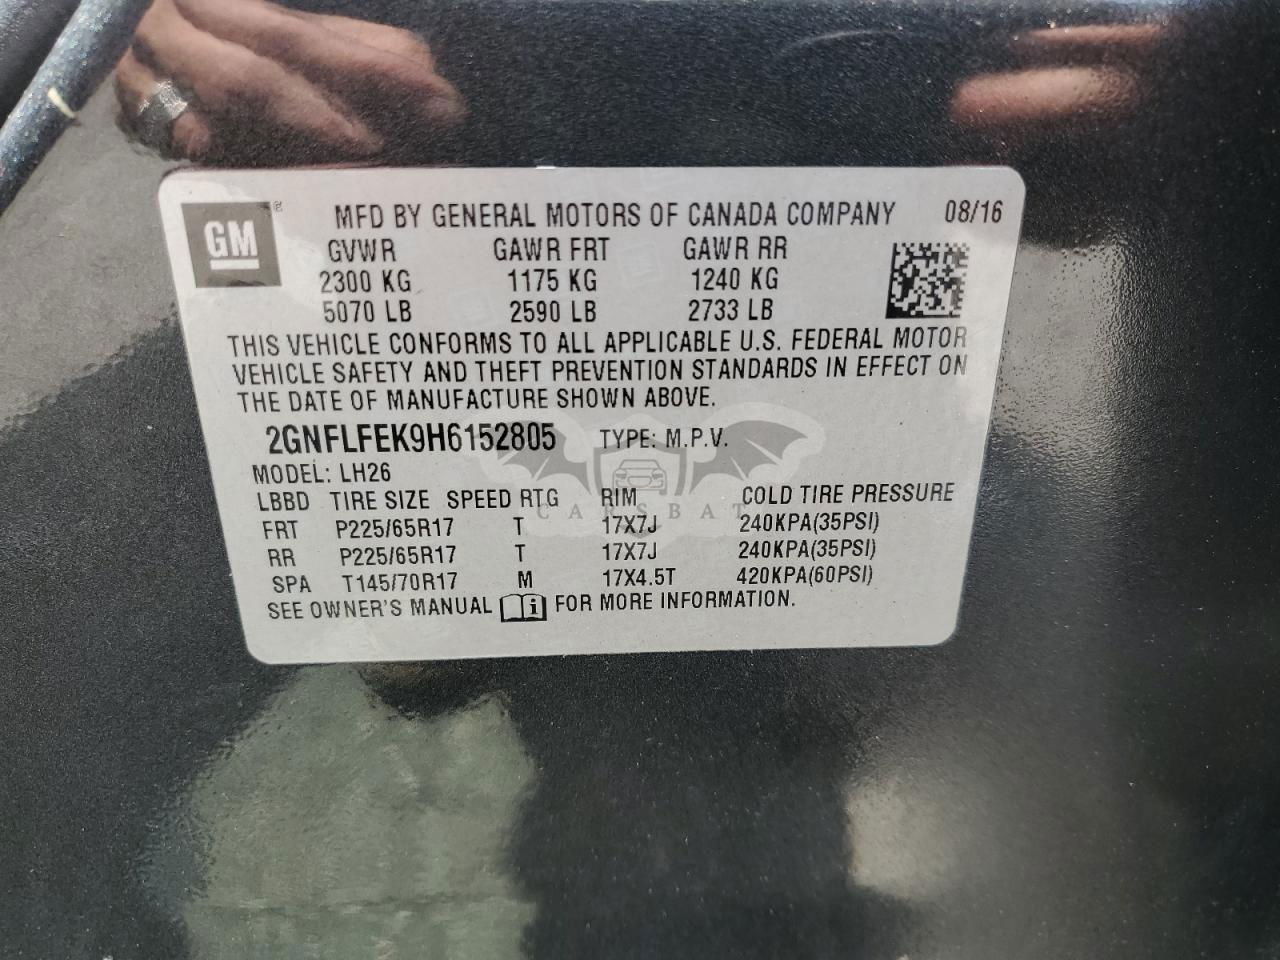 GM ®
MFD BY GENERAL MOTORS OF CANADA COMPANY 08/16
GVWR GAWR FRT GAWR RR
2300 KG 1175 KG 1240 KG
5070 LB 2590 LB 2733 LB
THIS VEHICLE CONFORMS TO ALL APPLICABLE U.S. FEDERAL MOTOR
VEHICLE SAFETY AND THEFT PREVENTION STANDARDS IN EFFECT ON
THE DATE OF MANUFACTURE SHOWN ABOVE.
2GNFLFEK9H6152805 TYPE: M.P.V.
MODEL: LH26
LBBD TIRE SIZE SPEED RTG RIM COLD TIRE PRESSURE
CARSBAT
FRT P225/65R17 T 17X7J 240KPA(35PSI)
RR P225/65R17 T 17X7J 240KPA(35PSI)
SPA T145/70R17 M 17X4.5T 420KPA(60PSI)
SEE OWNER'S MANUAL i FOR MORE INFORMATION.